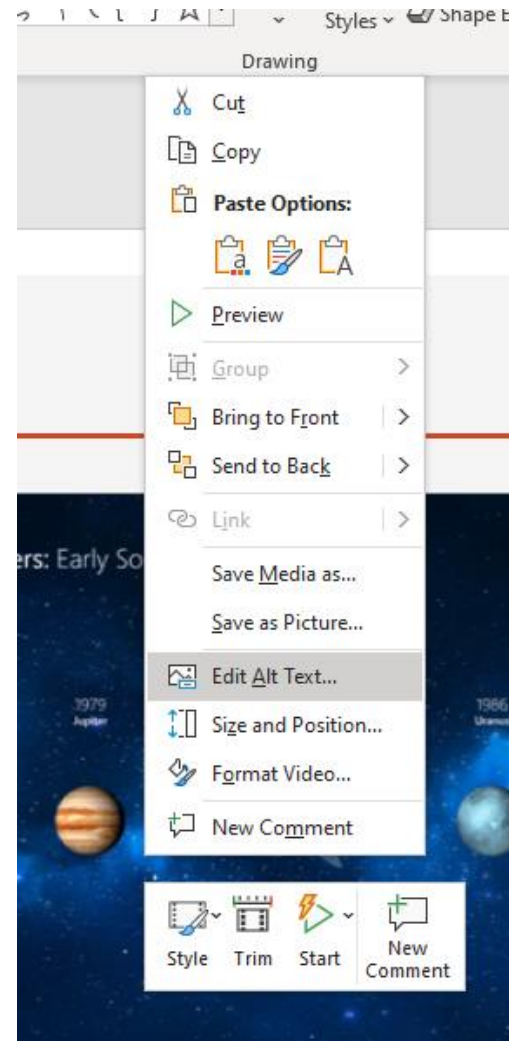 Styles
Shape E
Drawing
Cut
Copy
Paste Options:
Preview
Group
Bring to Front
Send to Back
Link
ers: Early So
Save Media as...
Save as Picture...
Edit Alt Text...
1979
Jupiter
1986
Uranus
Size and Position...
Format Video...
New Comment
Style
Trim
Start
New
Comment